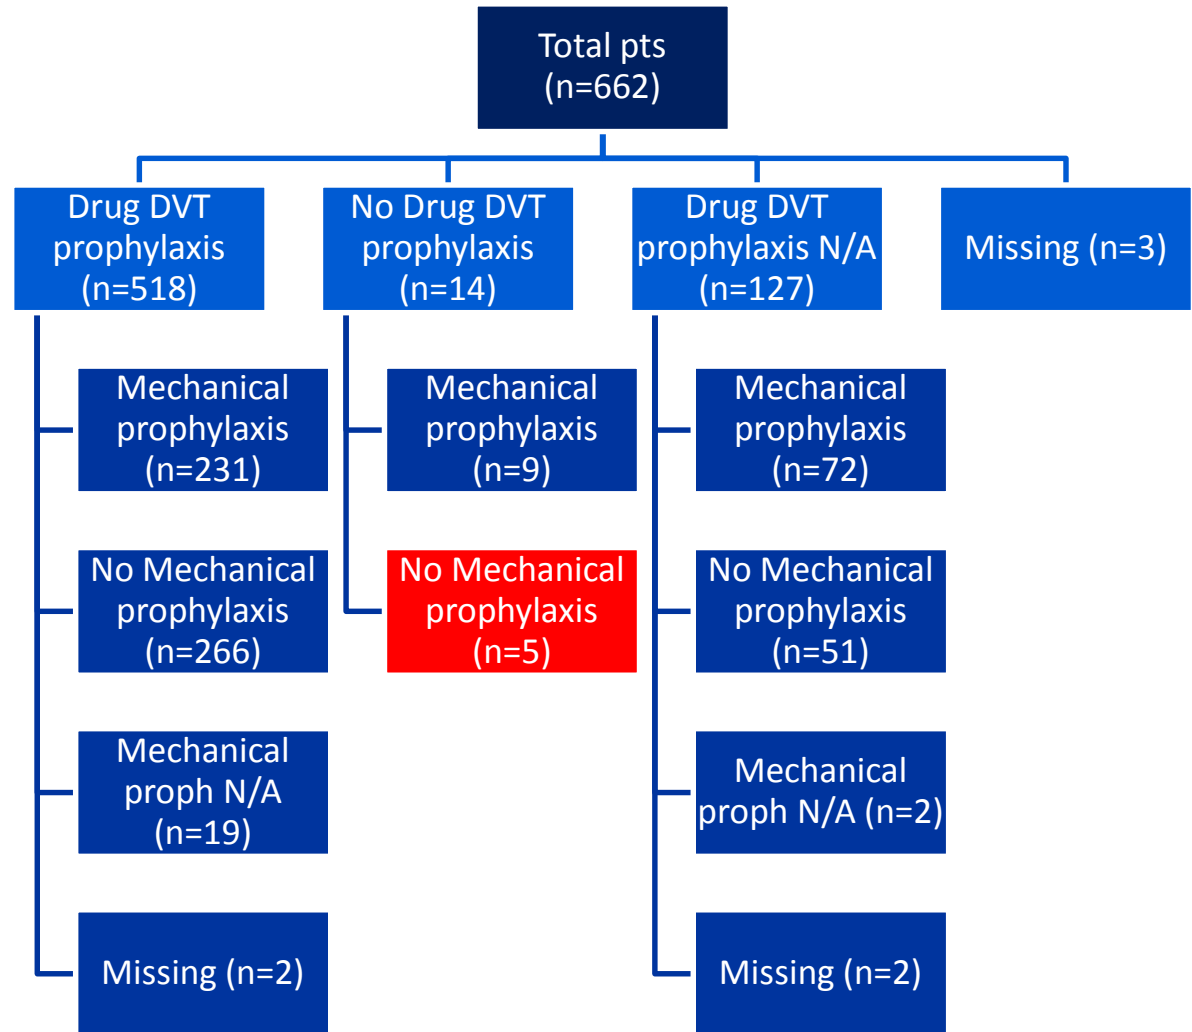 Total pts
(n=662)
Drug DVT
prophylaxis
(n=518)
No Drug DVT
prophylaxis
(n=14)
Drug DVT
prophylaxis N/A
(n=127)
Missing (n=3)
Mechanical
prophylaxis
(n=231)
Mechanical
prophylaxis
(n=9)
Mechanical
prophylaxis
(n=72)
No Mechanical
prophylaxis
(n=266)
No Mechanical
prophylaxis
(n=5)
No Mechanical
prophylaxis
(n=51)
Mechanical
proph N/A
(n=19)
Mechanical
proph N/A (n=2)
Missing (n=2)
Missing (n=2)